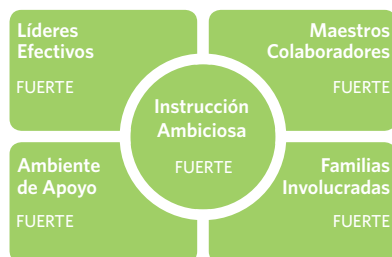 Líderes
Efectivos
FUERTE
Maestros
Colaboradores
FUERTE
Instrucción
Ambiciosa
FUERTE
Ambiente
de Apoyo
FUERTE
Familias
Involucradas
FUERTE